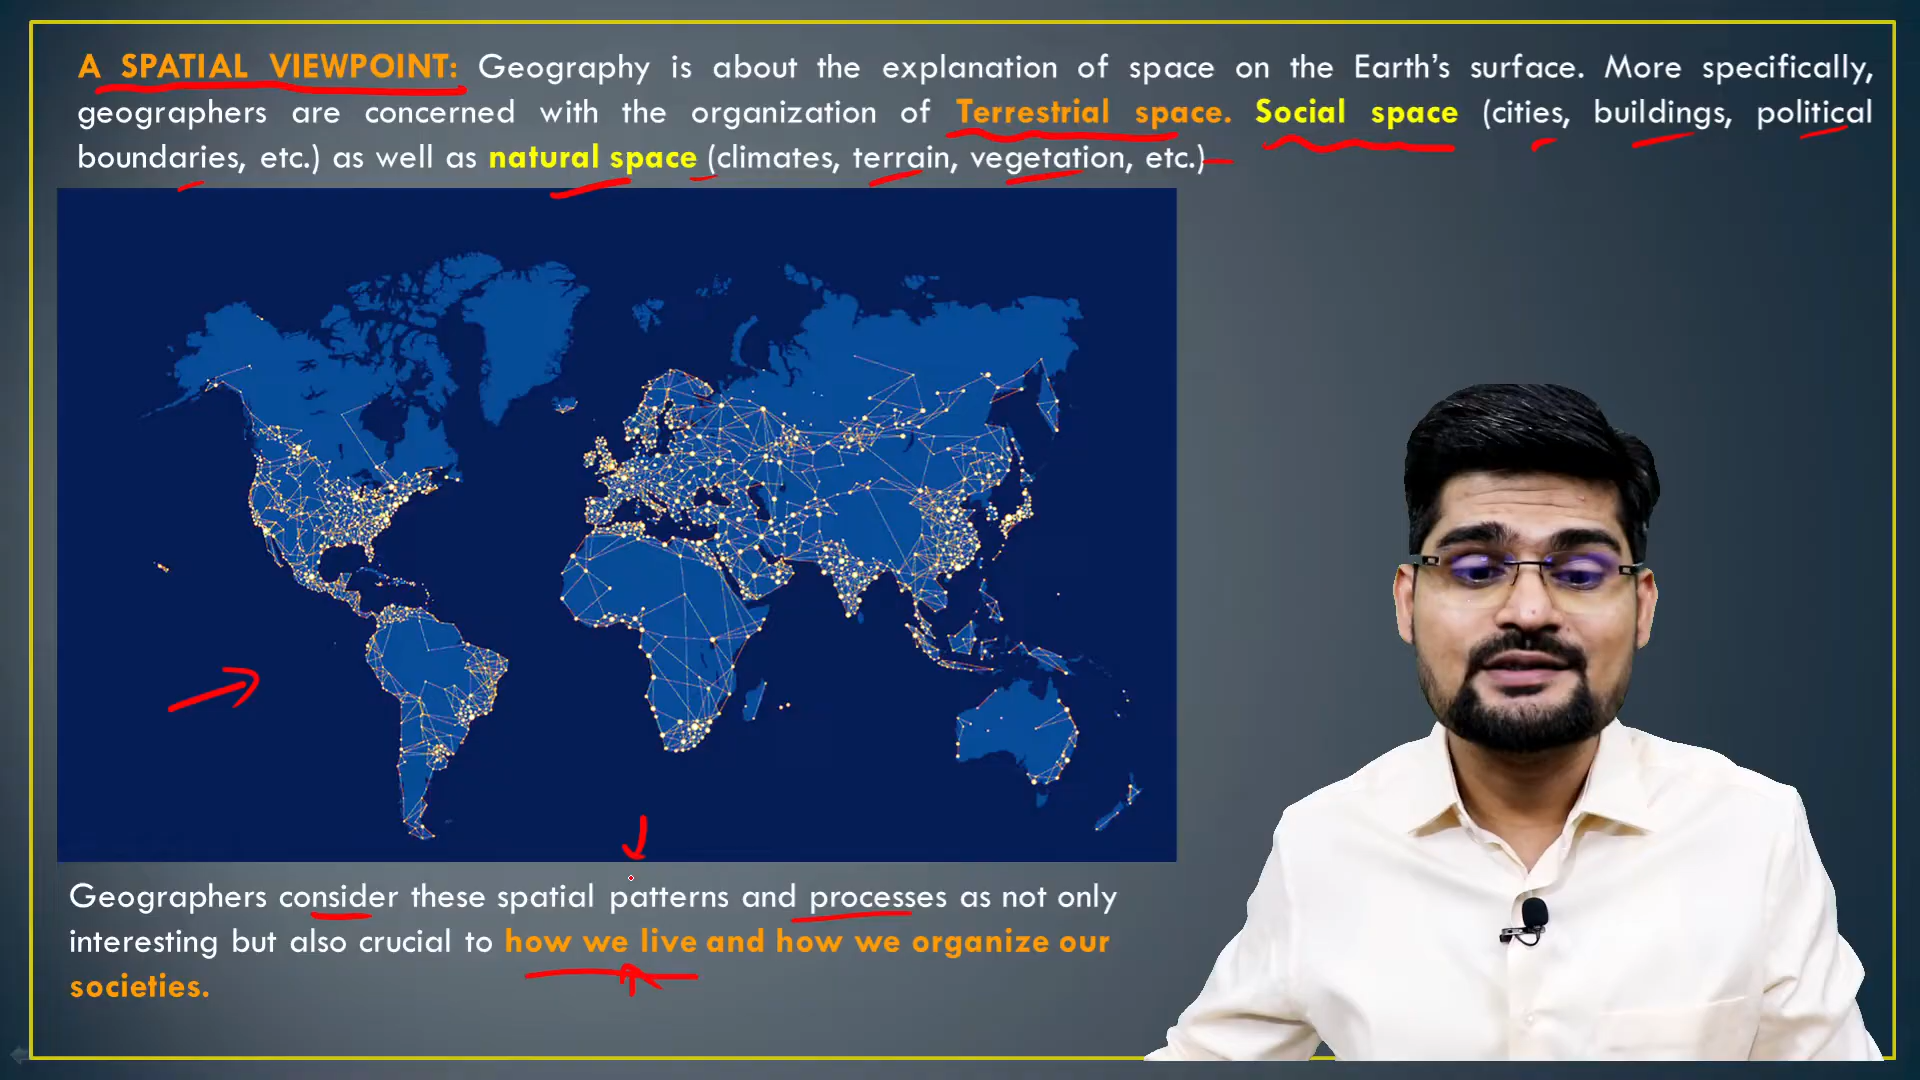 A SPATIAL VIEWPOINT: Geography is about the explanation of space on the Earth's surface. More specifically,
geographers are concerned with the organization of Terrestrial space. Social space (cities, buildings, political
boundaries, etc.) as well as natural space (climates, terrain, vegetation, etc.)
Geographers consider these spatial patterns and processes as not only
interesting but also crucial to how we live and how we organize our
societies.